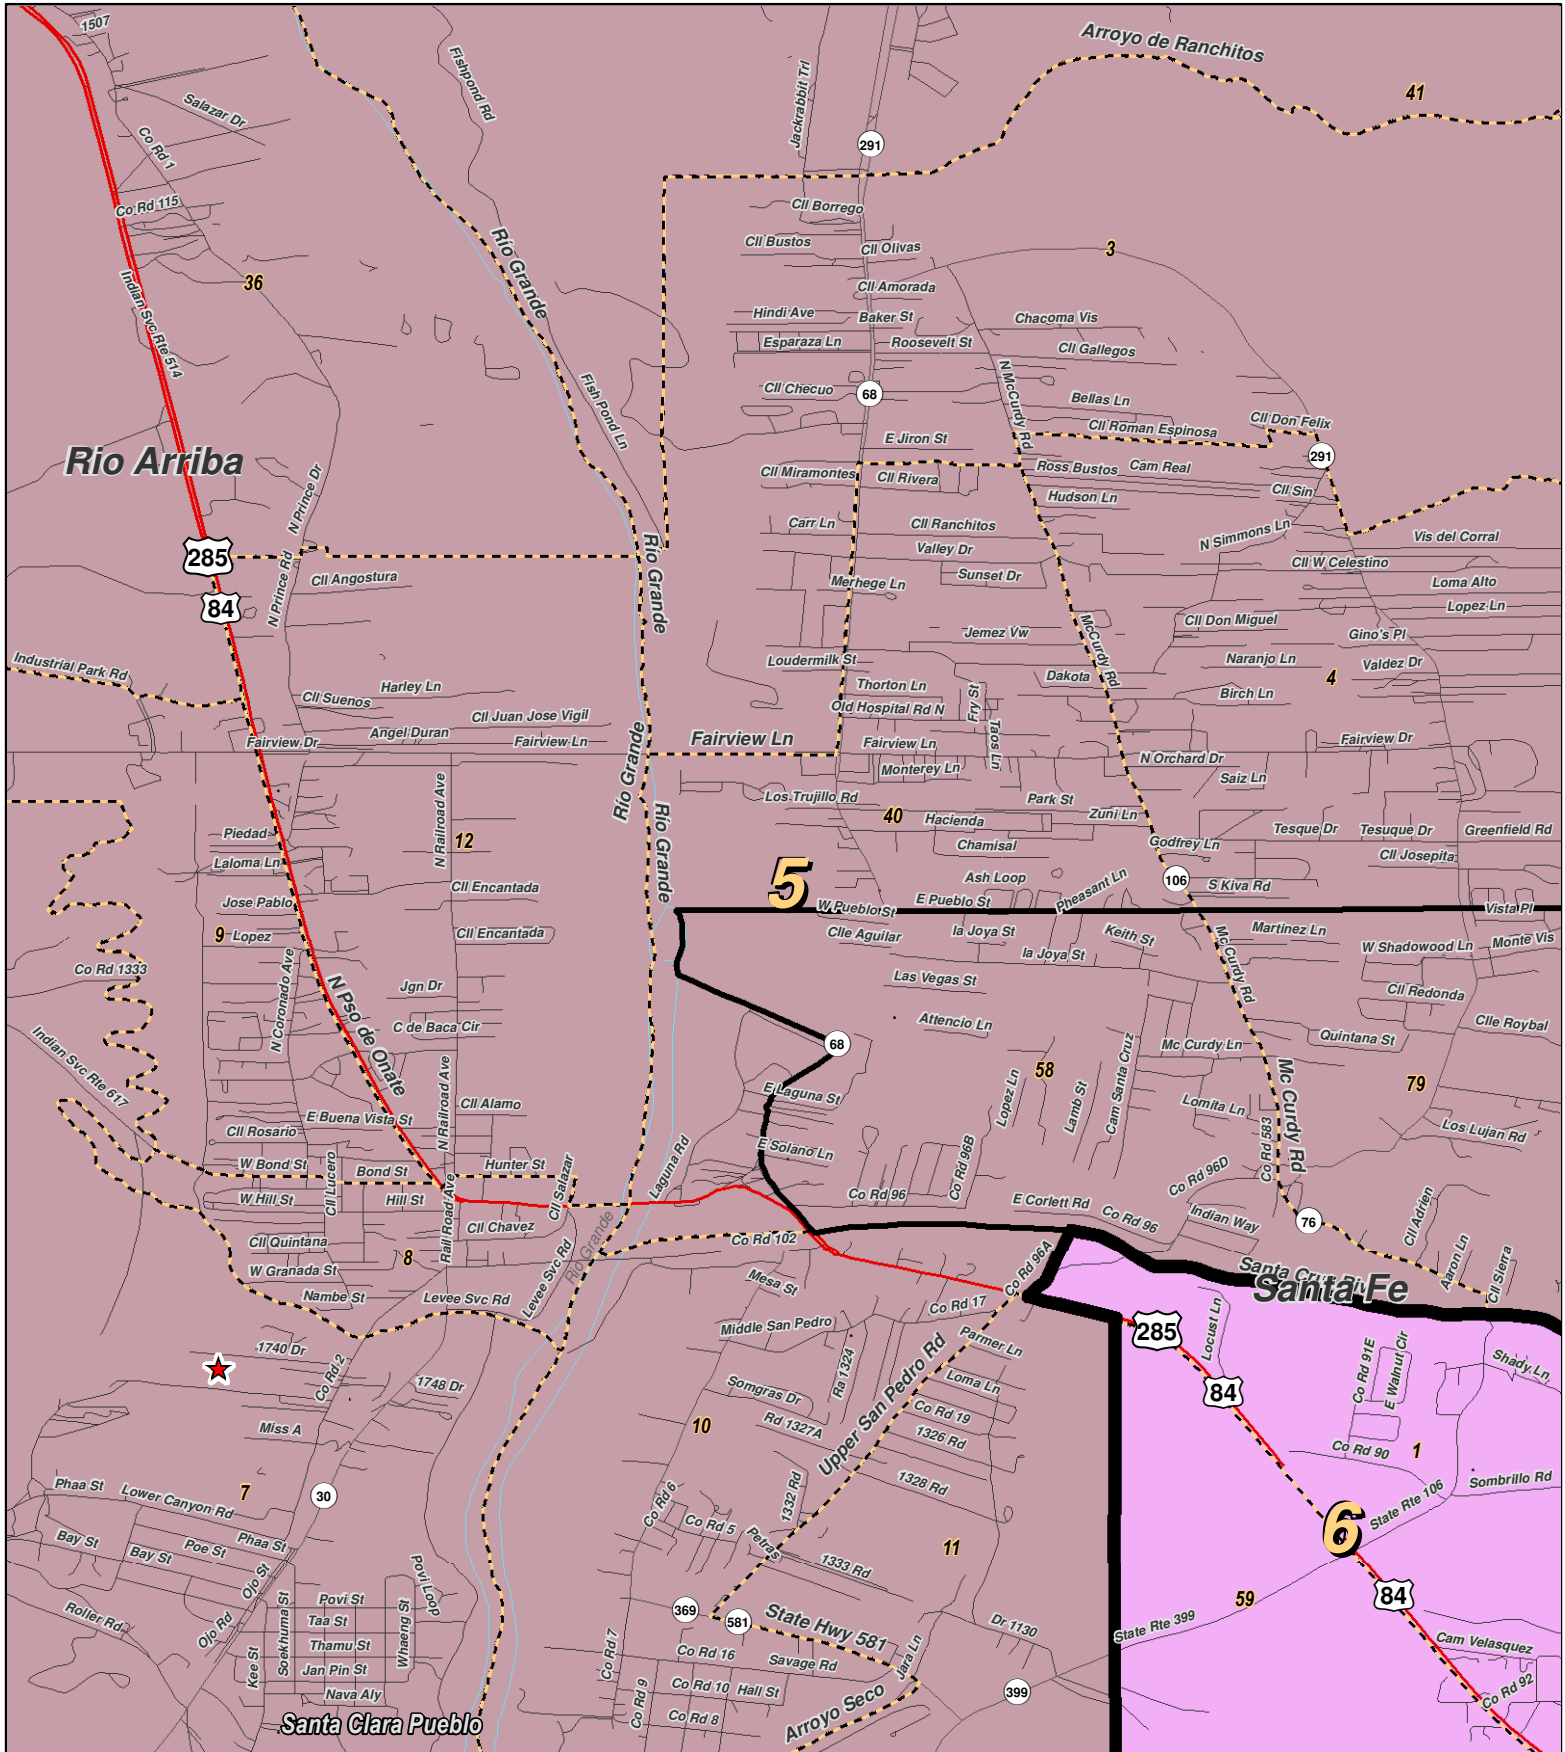 1507
Fishpond Rd
Jackrabbit Trl
Arroyo de Ranchitos
41
Salazar Dr
Co Rd 1
291
Co Rd 115
Cll Borrego
Cll Bustos
Cll Olivas
3
Rio Grande
36
Indian Svc Rte 514
Cll Amorada
Hindi Ave
Baker St
Chacoma Vis
Esparaza Ln
Roosevelt St
Cll Gallegos
Fish Pond Ln
Cll Checuo
68
N McCurdy Rd
Bellas Ln
Cll Roman Espinosa
Cll Don Felix
E Jiron St
291
Rio Arriba
N Prince Dr
Cll Miramontes
Cll Rivera
Ross Bustos
Cam Real
Hudson Ln
Cll Sin
Carr Ln
Cll Ranchitos
N Simmons Ln
Vis del Corral
285
Valley Dr
Rio Grande
Cll W Celestino
N Prince Rd
Cll Angostura
Merhege Ln
Sunset Dr
Loma Alto
84
Lopez Ln
Cll Don Miguel
Jemez Vw
McCurdy Rd
Gino's Pl
Industrial Park Rd
Loudermilk St
Naranjo Ln
Valdez Dr
Dakota
4
Harley Ln
Thorton Ln
Birch Ln
Cll Suenos
Fry St
Old Hospital Rd N
Cll Juan Jose Vigil
Angel Duran
Taos Ln
Fairview Dr
Fairview Ln
Fairview Ln
Fairview Ln
Fairview Dr
Rio Grande
N Orchard Dr
Monterey Ln
Saiz Ln
N Railroad Ave
Los Trujillo Rd
Park St
Rio Grande
40
Hacienda
Zuni Ln
Piedad
12
Tesque Dr
Tesuque Dr
Greenfield Rd
Chamisal
Godfrey Ln
Laloma Ln
Cll Josepita
5
Ash Loop
106
S Kiva Rd
Cll Encantada
Pheasant Ln
Jose Pablo
W Pueblo St
E Pueblo St
Vista Pl
9
Lopez
Cll Encantada
Clle Aguilar
la Joya St
Keith St
Martinez Ln
W Shadowood Ln
Monte Vis
la Joya St
Mc Curdy Rd
Co Rd 1333
N Coronado Ave
Las Vegas St
Jgn Dr
Cll Redonda
N Pso de Onate
C de Baca Cir
Attencio Ln
Clle Roybal
Quintana St
Indian Svc Rte 617
68
Mc Curdy Ln
58
79
Lopez Ln
Lamb St
Cam Santa Cruz
E Laguna St
N Railroad Ave
Cll Alamo
Lomita Ln
E Buena Vista St
Mc Curdy Rd
Co Rd 583
Los Lujan Rd
Cll Rosario
E Solano Ln
W Bond St
Bond St
Hunter St
Co Rd 96B
Laguna Rd
Co Rd 96D
Cll Lucero
Cll Salazar
W Hill St
Hill St
Co Rd 96
E Corlett Rd
Co Rd 96
Indian Way
76
Cll Chavez
Rail Road Ave
Cll Quintana
Co Rd 102
Cll Adrien
8
Rio Grande
W Granada St
Levee Svc Rd
Co Rd 96A
Aaron Ln
Cll Sierra
Mesa St
Santa Fe
Nambe St
Levee Svc Rd
Co Rd 17
Middle San Pedro
285
Locust Ln
Parmer Ln
1740 Dr
Co Rd 2
Ra 1324
Co Rd 91E
E Walnut Cir
Shady Ln
1748 Dr
Somgras Dr
Loma Ln
84
Upper San Pedro Rd
Co Rd 19
Miss A
10
Rd 1327A
1326 Rd
Co Rd 90
1
Phaa St
Lower Canyon Rd
7
30
1328 Rd
Sombrillo Rd
Co Rd 6
1332 Rd
State Rte 106
Bay St
Bay St
Poe St
Phaa St
Co Rd 5
Petras
6
11
1333 Rd
Ojo St
Povi Loop
Roller Rd
Ojo Rd
Povi St
59
84
Taa St
369
581
State Hwy 581
Dr 1130
State Rte 399
Kee St
Soekhuma St
Thamu St
Whaeng St
Co Rd 7
Co Rd 16
Savage Rd
Jara Ln
Cam Velasquez
Jan Pin St
Co Rd 10
Hall St
399
Co Rd 92
Nava Aly
Co Rd 9
Co Rd 8
Arroyo Seco
Santa Clara Pueblo